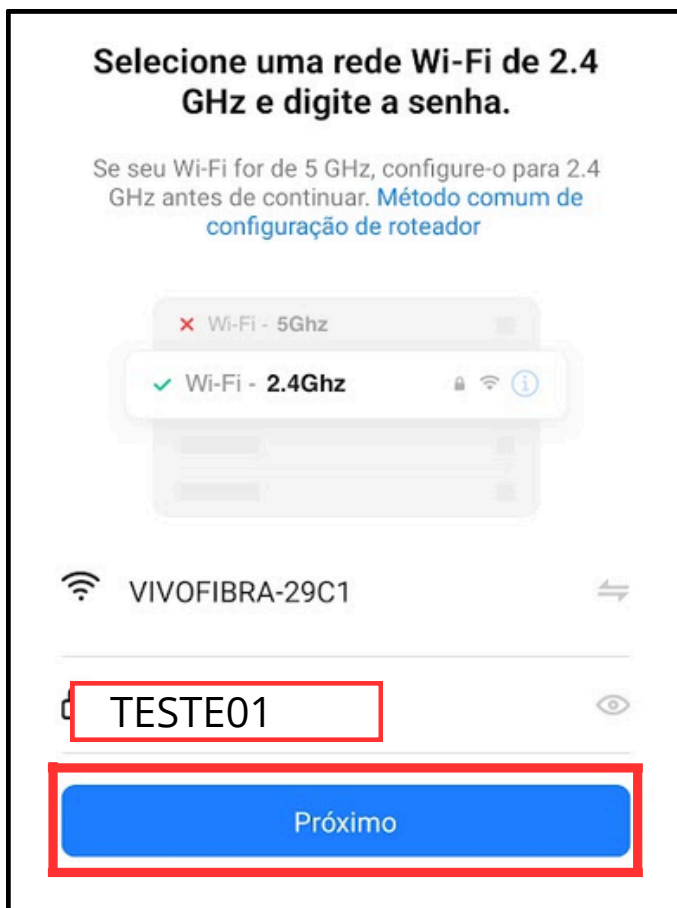 Selecione uma rede Wi-Fi de 2.4
GHz e digite a senha.
Se seu Wi-Fi for de 5 GHz, configure-o para 2.4
GHz antes de continuar. Método comum de
configuração de roteador
Wi-Fi - 5Ghz
Wi-Fi - 2.4Ghz
VIVOFIBRA-29C1
TESTE01
Próximo